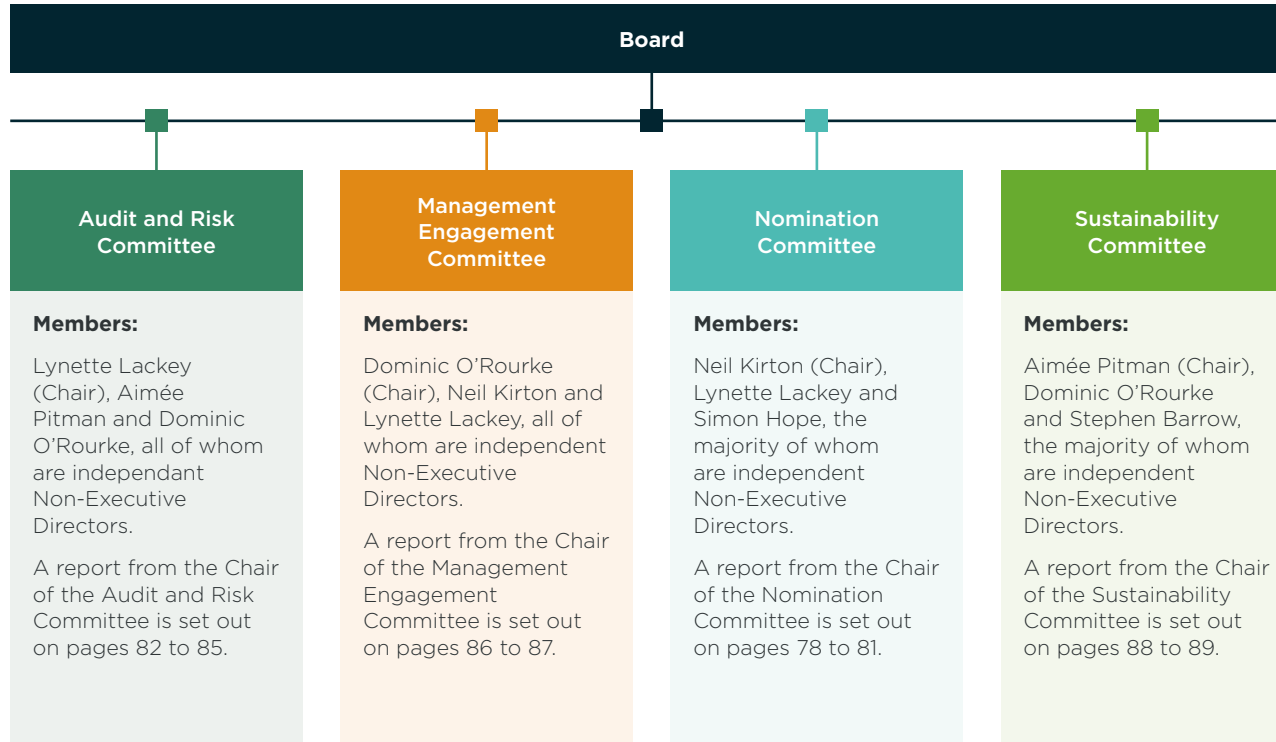 Board
Audit and Risk
Committee
Members:
Lynette Lackey
(Chair), Aimée
Pitman and Dominic
O'Rourke, all of whom
are independant
Non-Executive
Directors.
A report from the Chair
of the Audit and Risk
Committee is set out
on pages 82 to 85.
Management
Engagement
Committee
Members:
Dominic O'Rourke
(Chair), Neil Kirton and
Lynette Lackey, all of
whom are independent
Non-Executive
Directors.
A report from the Chair
of the Management
Engagement
Committee is set out
on pages 86 to 87.
Nomination
Committee
Members:
Neil Kirton (Chair),
Lynette Lackey and
Simon Hope, the
majority of whom
are independent
Non-Executive
Directors.
A report from the Chair
of the Nomination
Committee is set out
on pages 78 to 81.
Sustainability
Committee
Members:
Aimée Pitman (Chair),
Dominic O'Rourke
and Stephen Barrow,
the majority of whom
are independent
Non-Executive
Directors.
A report from the Chair
of the Sustainability
Committee is set out
on pages 88 to 89.